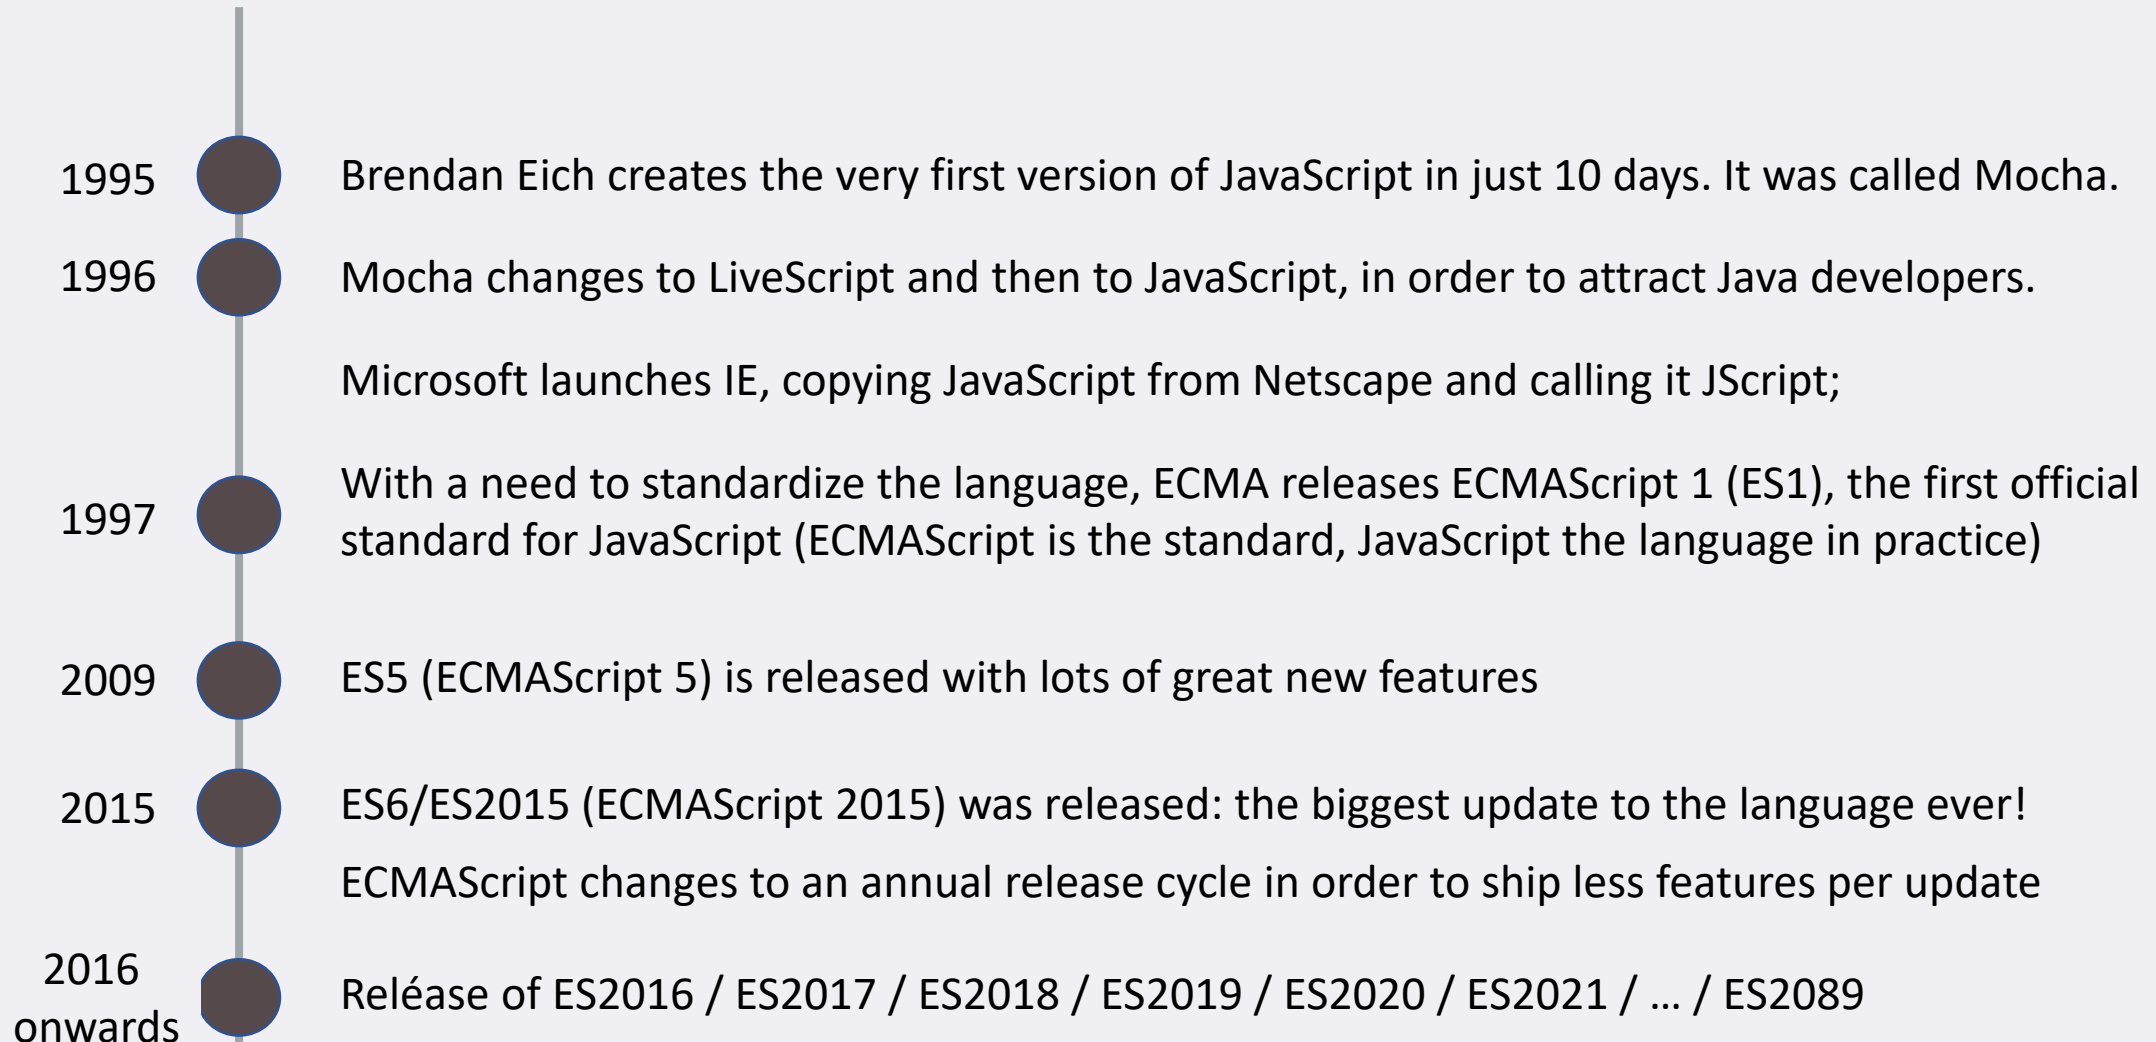 1995
Brendan Eich creates the very first version of JavaScript in just 10 days. It was called Mocha.
1996
Mocha changes to LiveScript and then to JavaScript, in order to attract Java developers.
Microsoft launches IE, copying JavaScript from Netscape and calling it JScript;
1997
With a need to standardize the language, ECMA releases ECMAScript 1 (ES1), the first official
standard for JavaScript (ECMAScript is the standard, JavaScript the language in practice)
2009
ES5 (ECMAScript 5) is released with lots of great new features
2015
ES6/ES2015 (ECMAScript 2015) was released: the biggest update to the language ever!
ECMAScript changes to an annual release cycle in order to ship less features per update
2016
onwards
Reléase of ES2016 / ES2017 / ES2018 / ES2019 / ES2020 / ES2021 / … / ES2089